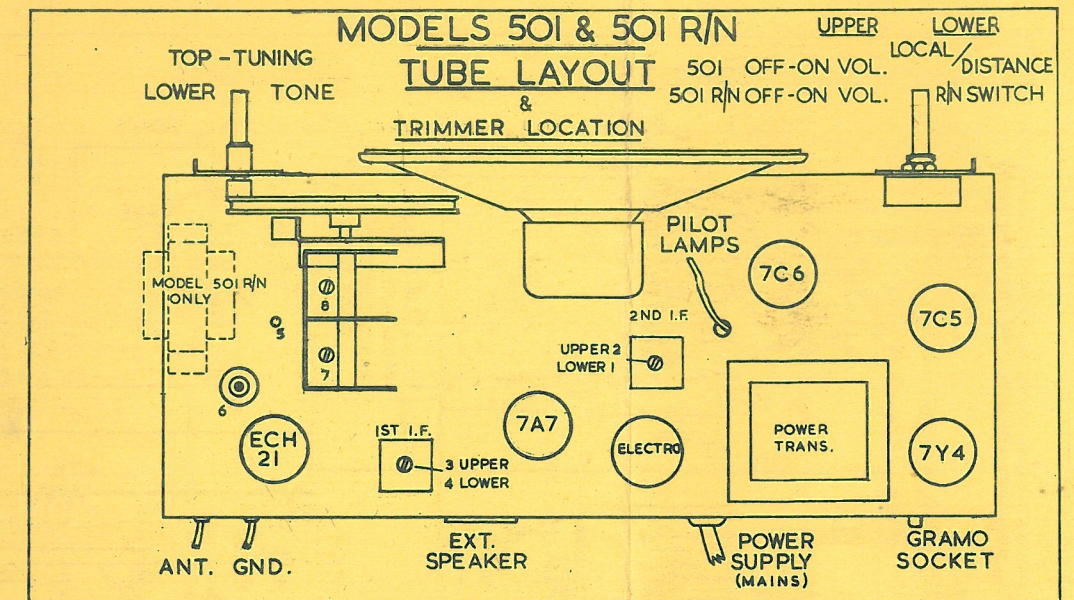 MODELS 501 & 501 R/N
TUBE LAYOUT
&
TRIMMER LOCATION
UPPER LOWER
501 OFF-ON VOL. LOCAL/DISTANCE
501 R/N OFF-ON VOL. R/N SWITCH
TOP-TUNING
LOWER TONE
PILOT
LAMPS
7C6
7C5
MODEL 501 R/N
ONLY
8
5
7
6
2ND I.F.
UPPER 2
LOWER 1
ECH
21
1ST I.F.
3 UPPER
4 LOWER
7A7
ELECTRO
POWER
TRANS.
7Y4
ANT. GND.
EXT.
SPEAKER
POWER
SUPPLY
(MAINS)
GRAMO
SOCKET